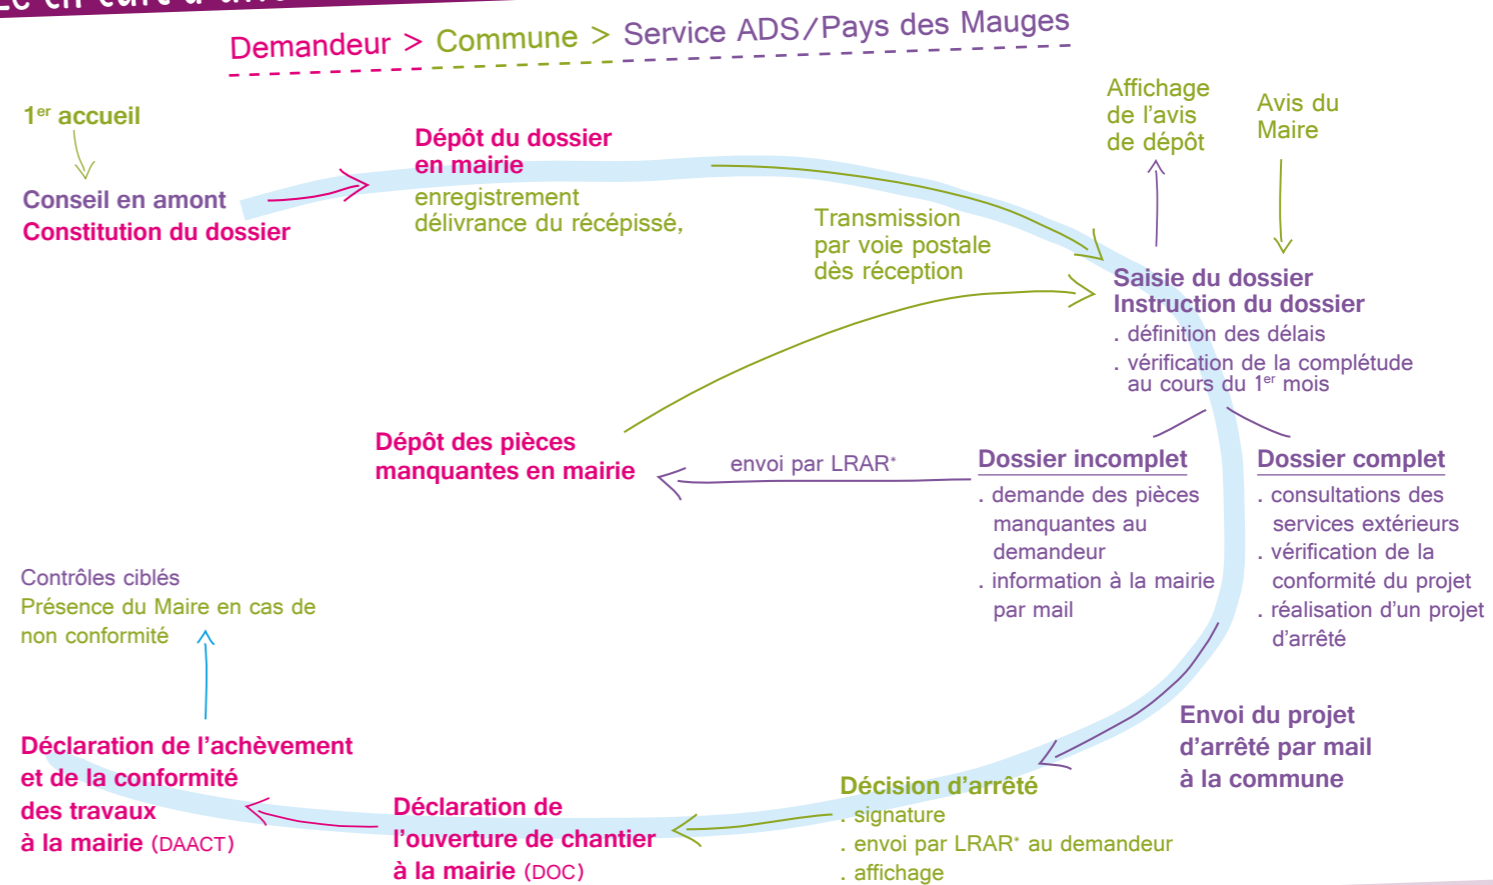 Demandeur > Commune > Service ADS/Pays des Mauges
1er accueil
Conseil en amont
Constitution du dossier
Dépôt du dossier
en mairie
enregistrement
délivrance du récépissé,
Transmission
par voie postale
dès réception
Affichage
de l'avis
de dépôt
Avis du
Maire
Saisie du dossier
Instruction du dossier
. définition des délais
. vérification de la complétude
au cours du 1er mois
Dépôt des pièces
manquantes en mairie
envoi par LRAR*
Dossier incomplet
. demande des pièces
manquantes au
demandeur
. information à la mairie
par mail
Dossier complet
. consultations des
services extérieurs
. vérification de la
conformité du projet
. réalisation d'un projet
d'arrêté
Envoi du projet
d'arrêté par mail
à la commune
Décision d'arrêté
. signature
. envoi par LRAR* au demandeur
. affichage
Déclaration de
l'ouverture de chantier
à la mairie (DOC)
Déclaration de l'achèvement
et de la conformité
des travaux
à la mairie (DAACT)
Contrôles ciblés
Présence du Maire en cas de
non conformité